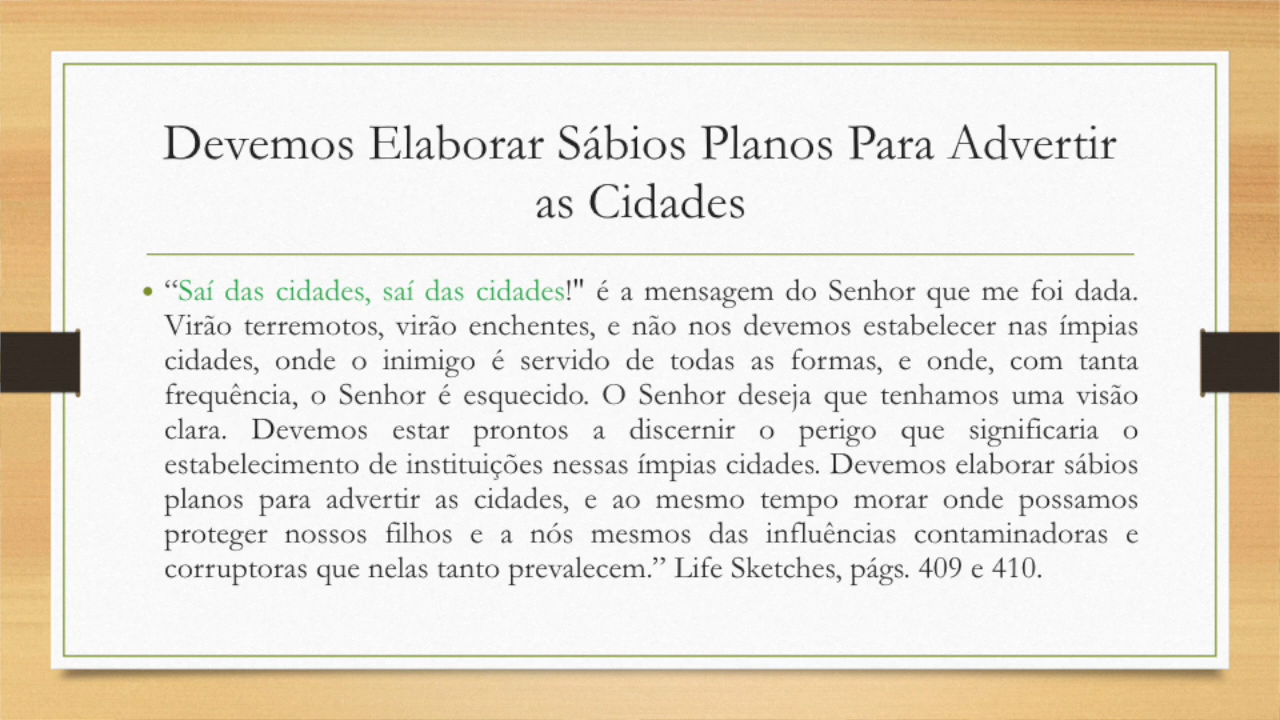 Devemos Elaborar Sábios Planos Para Advertir
as Cidades
• “Saí das cidades, saí das cidades!" é a mensagem do Senhor que me foi dada.
Virão terremotos, virão enchentes, e não nos devemos estabelecer nas ímpias
cidades, onde o inimigo é servido de todas as formas, e onde, com tanta
frequência, o Senhor é esquecido. O Senhor deseja que tenhamos uma visão
clara. Devemos estar prontos a discernir o perigo que significaria o
estabelecimento de instituições nessas ímpias cidades. Devemos elaborar sábios
planos para advertir as cidades, e ao mesmo tempo morar onde possamos
proteger nossos filhos e a nós mesmos das influências contaminadoras e
corruptoras que nelas tanto prevalecem.” Life Sketches, págs. 409 e 410.